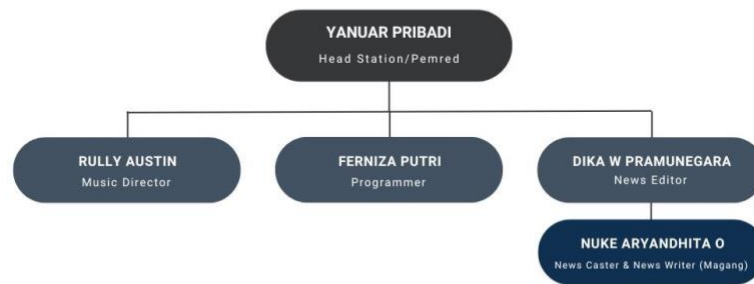 YANUAR PRIBADI
Head Station/Pemred
RULLY AUSTIN
Music Director
FERNIZA PUTRI
Programmer
DIKA W PRAMUNEGARA
News Editor
NUKE ARYANDHITA O
News Caster & News Writer (Magang)